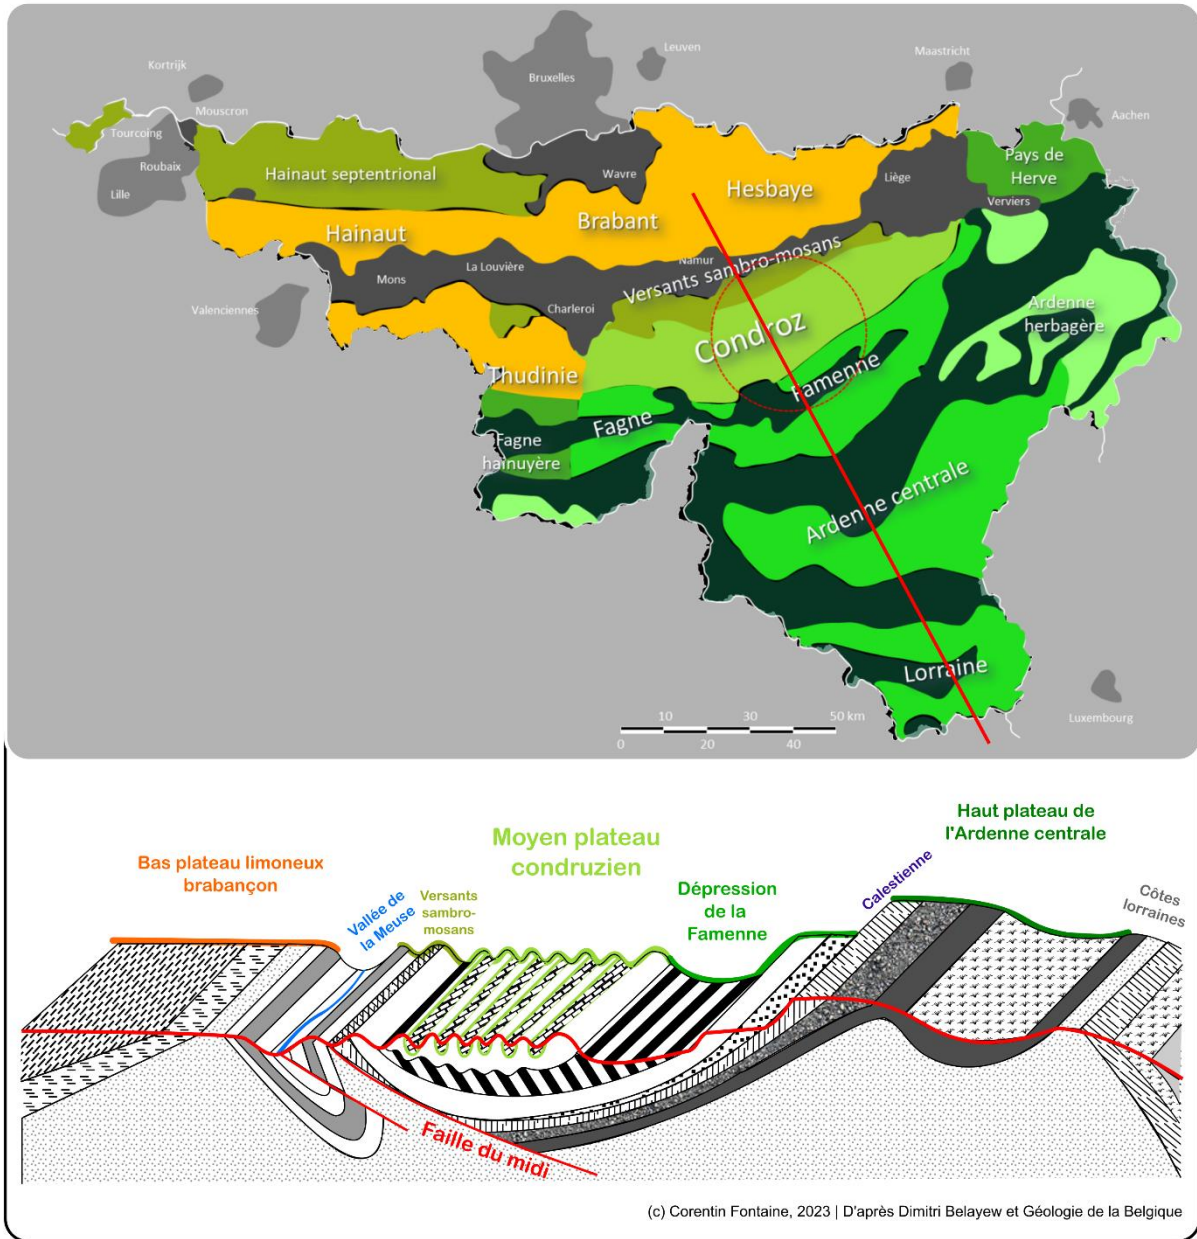 Kortrijk
Mouscron
Tourcoing
Roubaix
Lille
Bruxelles
Leuven
Maastricht
Aachen
Hainaut septentrional
Wavre
Hesbaye
Liège
Pays de
Herve
Verviers
Hainaut
Brabant
Mons
La Louvière
Charleroi
Namur
Versants sambro-mosans
Valenciennes
Condroz
Ardenne
herbagère
Thudinie
Famenne
Fagne
Fagne
hainuyère
Ardenne centrale
Lorraine
Luxembourg
10 30 50 km
0 20 40
Bas plateau limoneux
brabançon
Vallée de
la Meuse
Versants
sambro-
mosans
Moyen plateau
condruzien
Dépression
de la
Famenne
Calestienne
Haut plateau de
l'Ardenne centrale
Côtes
lorraines
Faille du midi
(c) Corentin Fontaine, 2023 | D'après Dimitri Belayew et Géologie de la Belgique